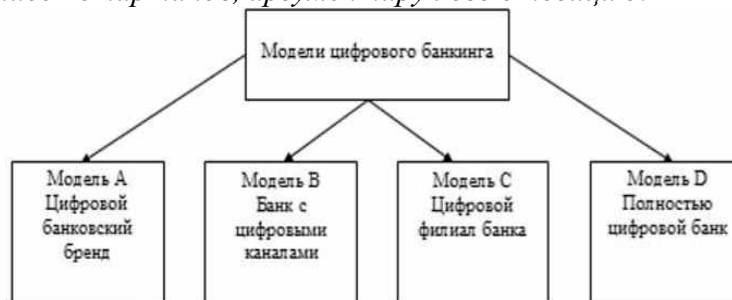 Модели цифрового банкинга
Модель A
Цифровой
банковский
бренд
Модель B
Банк с
цифровыми
каналами
Модель C
Цифровой
филиал банка
Модель D
Полностью
цифровой банк